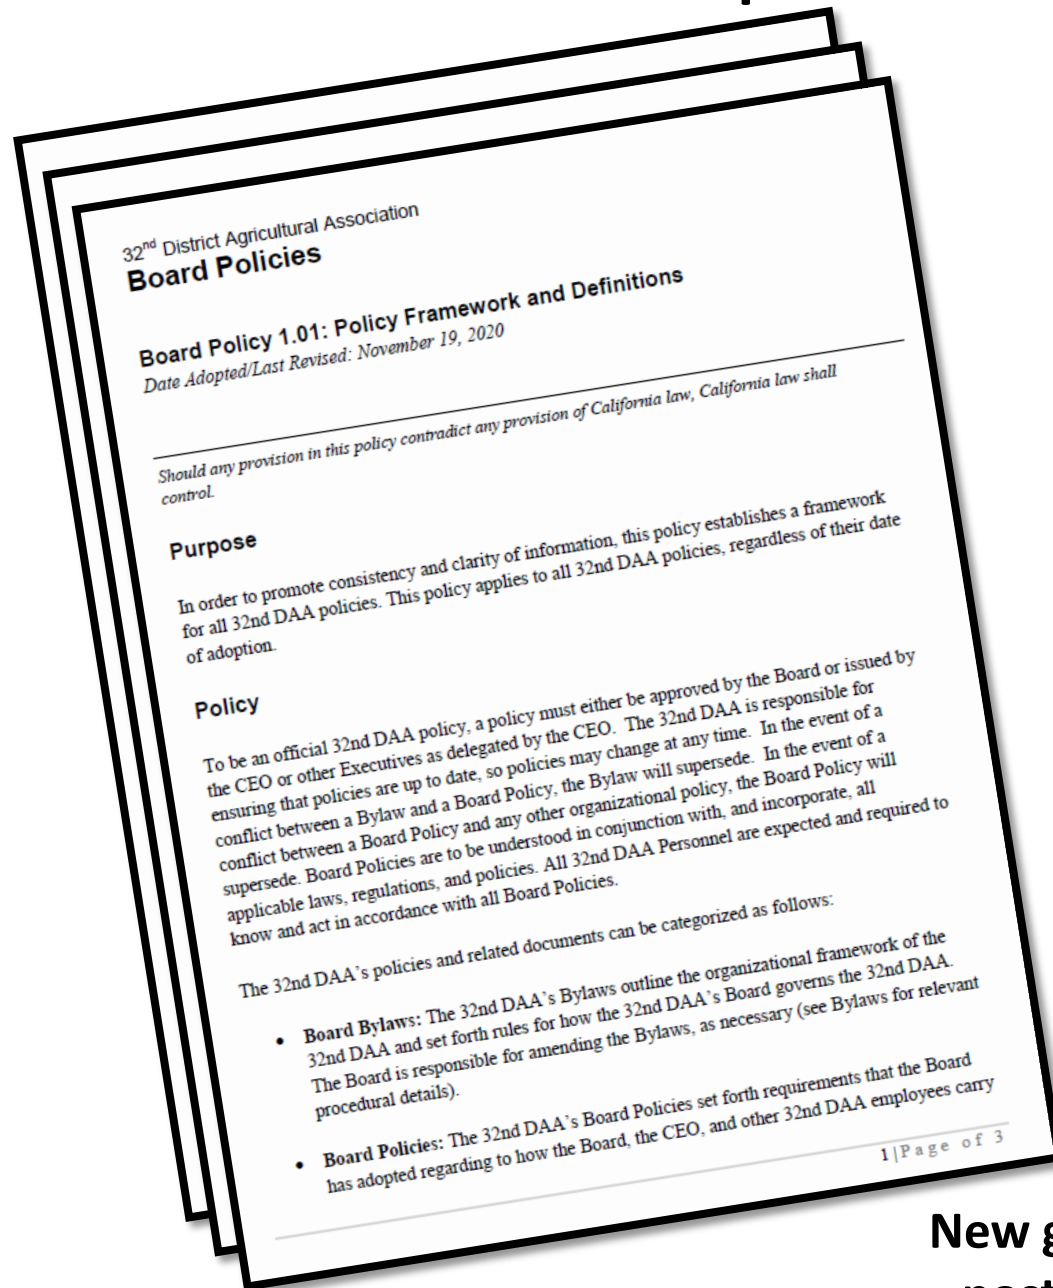 32nd District Agricultural Association
Board Policies
Board Policy 1.01: Policy Framework and Definitions
Date Adopted/Last Revised: November 19, 2020
Should any provision in this policy contradict any provision of California law, California law shall
control.
Purpose
In order to promote consistency and clarity of information, this policy establishes a framework
for all 32nd DAA policies. This policy applies to all 32nd DAA policies, regardless of their date
of adoption.
Policy
To be an official 32nd DAA policy, a policy must either be approved by the Board or issued by
the CEO or other Executives as delegated by the CEO.  The 32nd DAA is responsible for
ensuring that policies are up to date, so policies may change at any time.  In the event of a
conflict between a Bylaw and a Board Policy, the Bylaw will supersede.  In the event of a
conflict between a Board Policy and any other organizational policy, the Board Policy will
supersede. Board Policies are to be understood in conjunction with, and incorporate, all
applicable laws, regulations, and policies. All 32nd DAA Personnel are expected and required to
know and act in accordance with all Board Policies.
The 32nd DAA's policies and related documents can be categorized as follows:
• Board Bylaws: The 32nd DAA's Bylaws outline the organizational framework of the
32nd DAA and set forth rules for how the 32nd DAA's Board governs the 32nd DAA.
The Board is responsible for amending the Bylaws, as necessary (see Bylaws for relevant
procedural details).
• Board Policies: The 32nd DAA's Board Policies set forth requirements that the Board
has adopted regarding to how the Board, the CEO, and other 32nd DAA employees carry
1|Page of 3
New